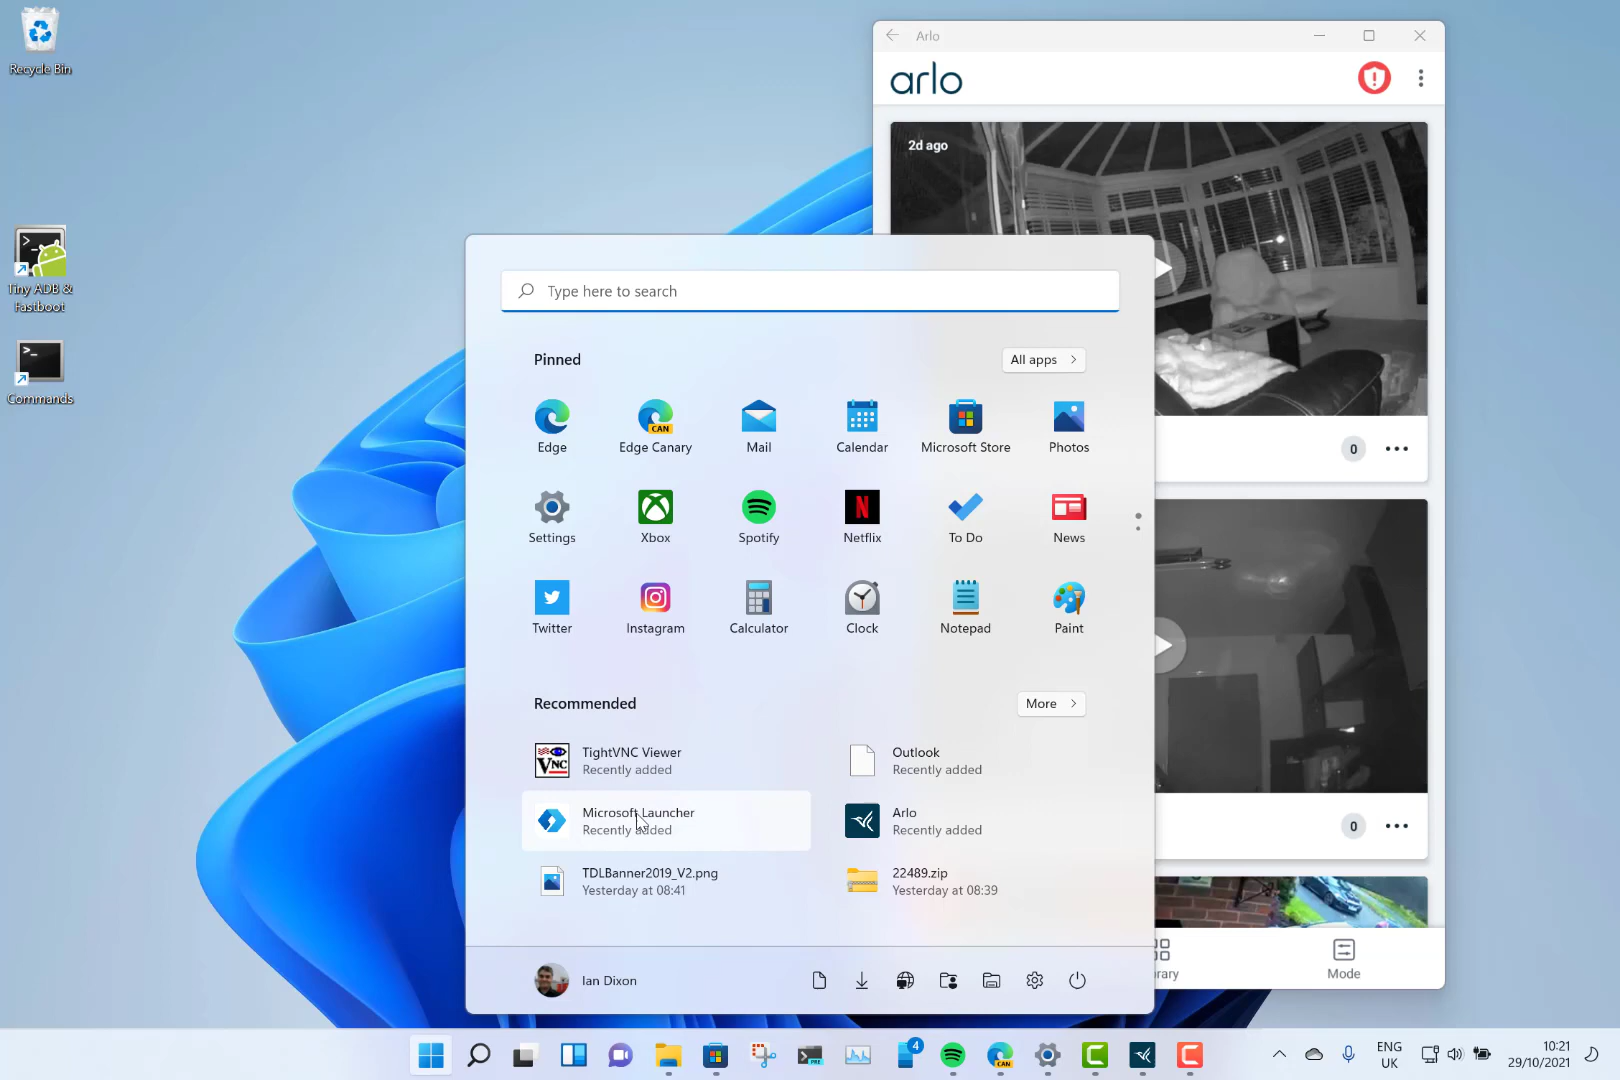 Recycle Bin
Tiny ADB &
Fastboot
Commands
Arlo
arlo
2d ago
0
0
rary
Mode
Type here to search
Pinned
All apps
Edge
Edge Canary
Mail
Calendar
Microsoft Store
Photos
Settings
Xbox
Spotify
Netflix
To Do
News
Twitter
Instagram
Calculator
Clock
Notepad
Paint
Recommended
More
TightVNC Viewer
Recently added
Outlook
Recently added
Microsoft Launcher
Recently added
Arlo
Recently added
TDLBanner2019_V2.png
Yesterday at 08:41
22489.zip
Yesterday at 08:39
Ian Dixon
4
ENG
UK
10:21
29/10/2021